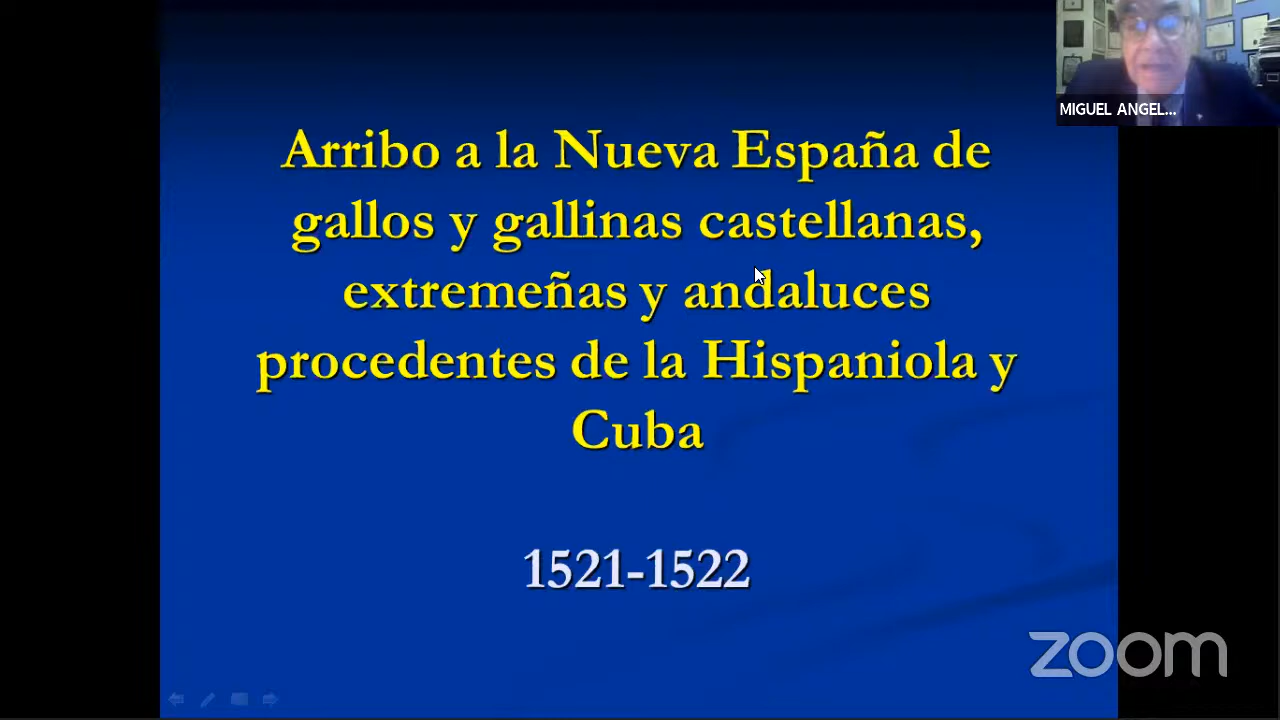 Arribo a la Nueva España de
gallos y gallinas castellanas,
extremeñas y andaluces
procedentes de la Hispaniola y
Cuba
1521-1522
MIGUEL ANGEL...
zoom